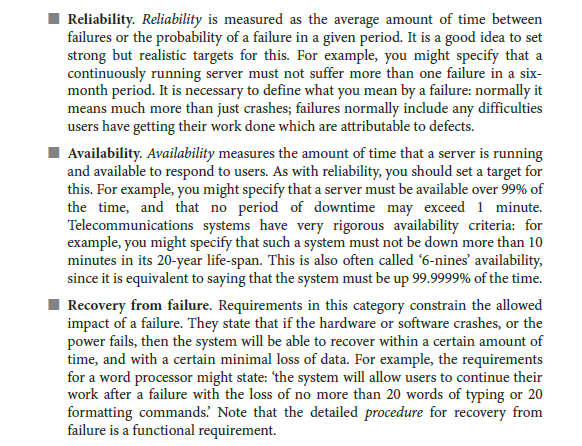 Reliability. Reliability is measured as the average amount of time between
failures or the probability of a failure in a given period. It is a good idea to set
strong but realistic targets for this. For example, you might specify that a
continuously running server must not suffer more than one failure in a six-
month period. It is necessary to define what you mean by a failure: normally it
means much more than just crashes; failures normally include any difficulties
users have getting their work done which are attributable to defects.
Availability. Availability measures the amount of time that a server is running
and available to respond to users. As with reliability, you should set a target for
this. For example, you might specify that a server must be available over 99% of
the time, and that no period of downtime may exceed 1 minute.
Telecommunications systems have very rigorous availability criteria: for
example, you might specify that such a system must not be down more than 10
minutes in its 20-year life-span. This is also often called ‘6-nines’ availability,
since it is equivalent to saying that the system must be up 99.9999% of the time.
Recovery from failure. Requirements in this category constrain the allowed
impact of a failure. They state that if the hardware or software crashes, or the
power fails, then the system will be able to recover within a certain amount of
time, and with a certain minimal loss of data. For example, the requirements
for a word processor might state: ‘the system will allow users to continue their
work after a failure with the loss of no more than 20 words of typing or 20
formatting commands.’ Note that the detailed procedure for recovery from
failure is a functional requirement.